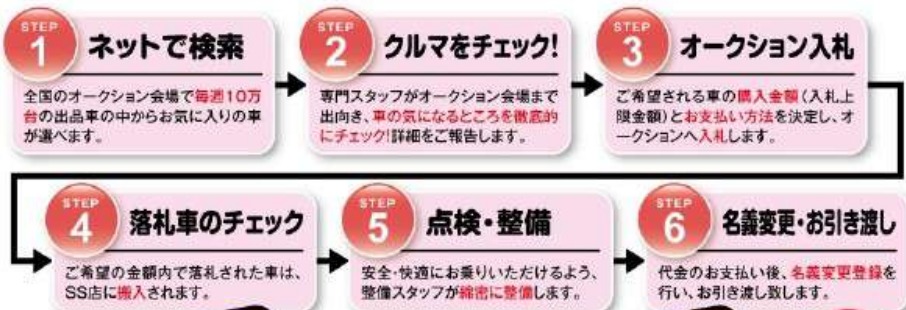 STEP
1
ネットで検索
全国のオークション会場で毎週10万
台の出品車の中からお気に入りの車
が選べます。
STEP
2
クルマをチェック!
専門スタッフがオークション会場まで
出向き、車の気になるところを徹底的
にチェック!詳細をご報告します。
STEP
3
オークション入札
ご希望される車の購入金額(入札上
限金額)とお支払い方法を決定し、オ
ークションへ入札します。
STEP
4
落札車のチェック
ご希望の金額内で落札された車は、
SS店に搬入されます。
STEP
5
点検・整備
安全・快適にお乗りいただけるよう、
整備スタッフが綿密に整備します。
STEP
6
名義変更・お引き渡し
代金のお支払い後、名義変更登録を
行い、お引き渡し致します。